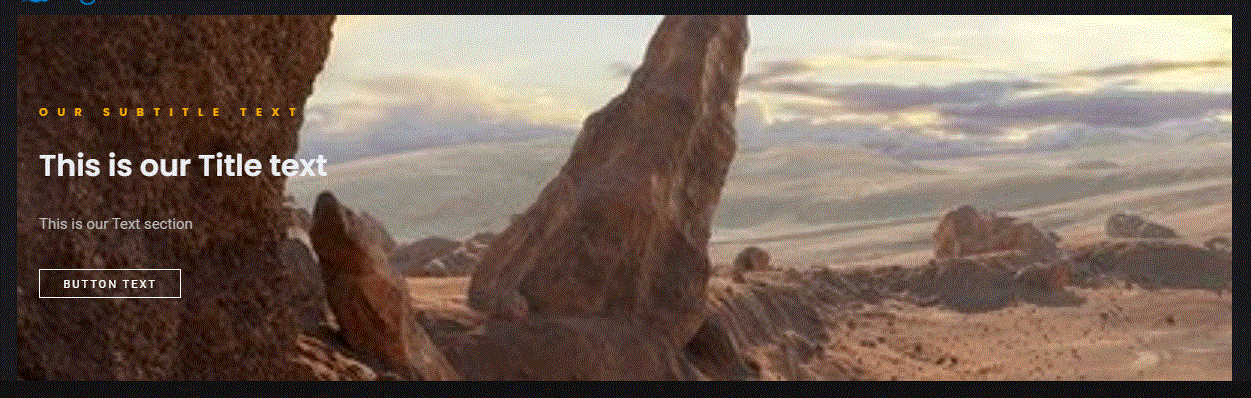 OUR SUBTITLE TEXT
This is our Title text
This is our Text section
BUTTON TEXT